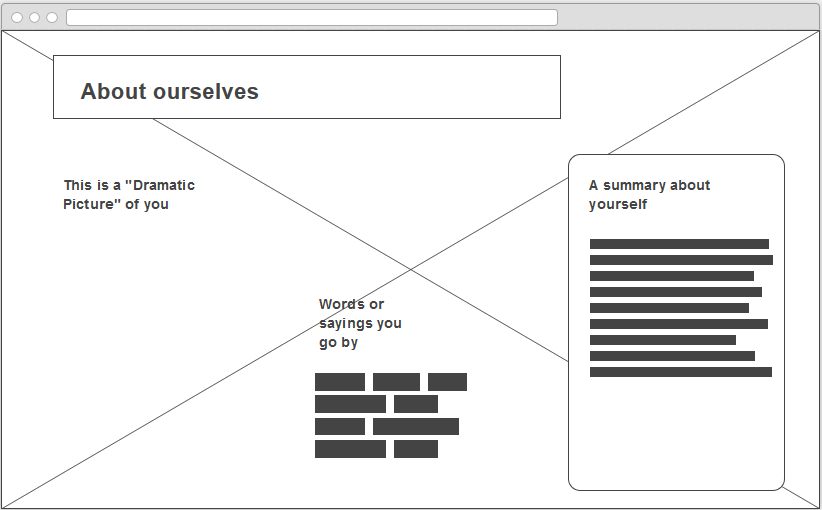 About ourselves
This is a "Dramatic
Picture" of you
A summary about
yourself
Words or
sayings you
go by